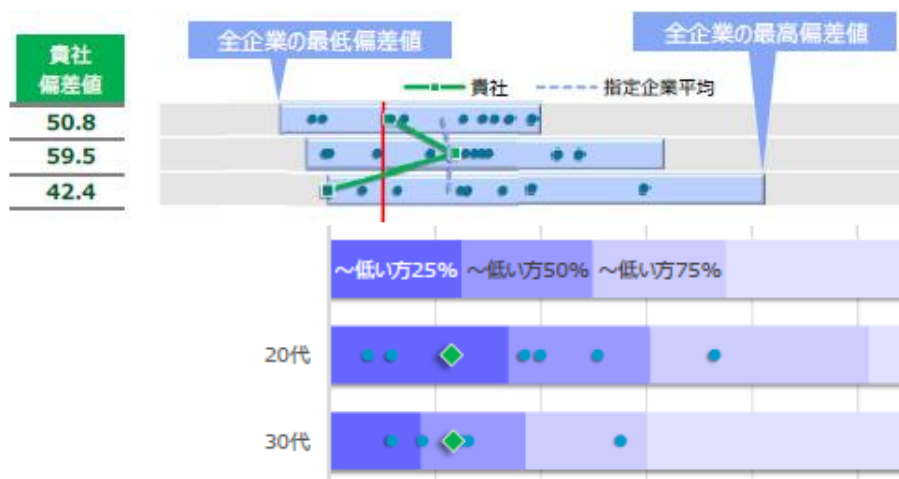 全企業の最低偏差値
全企業の最高偏差値
貴社
偏差値
貴社
指定企業平均
50.8
59.5
42.4
～低い方25%
～低い方50%
～低い方75%
20代
30代